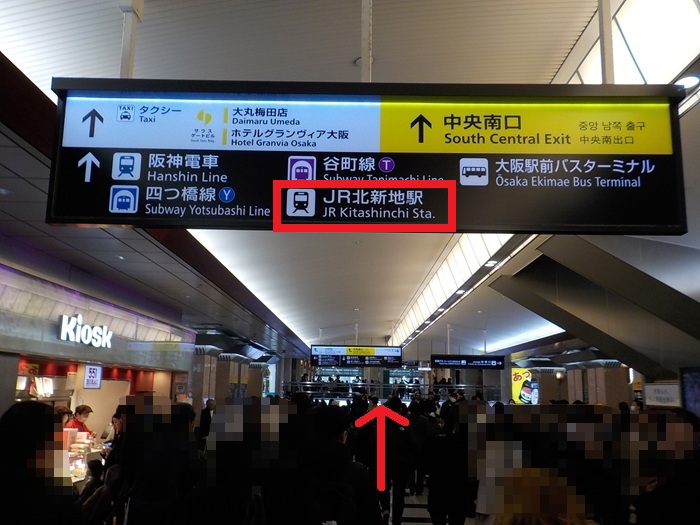 TAXI
タクシー
Taxi
大丸梅田店
Daimaru Umeda
ホテルグランヴィア大阪
Hotel Granvia Osaka
中央南口
South Central Exit
중앙 남쪽 출구
中央南出口
阪神電車
Hanshin Line
谷町線 T
Subway Tanimachi Line
大阪駅前バスターミナル
Ōsaka Ekimae Bus Terminal
四つ橋線 Y
Subway Yotsubashi Line
JR北新地駅
JR Kitashinchi Sta.
Kiosk
551